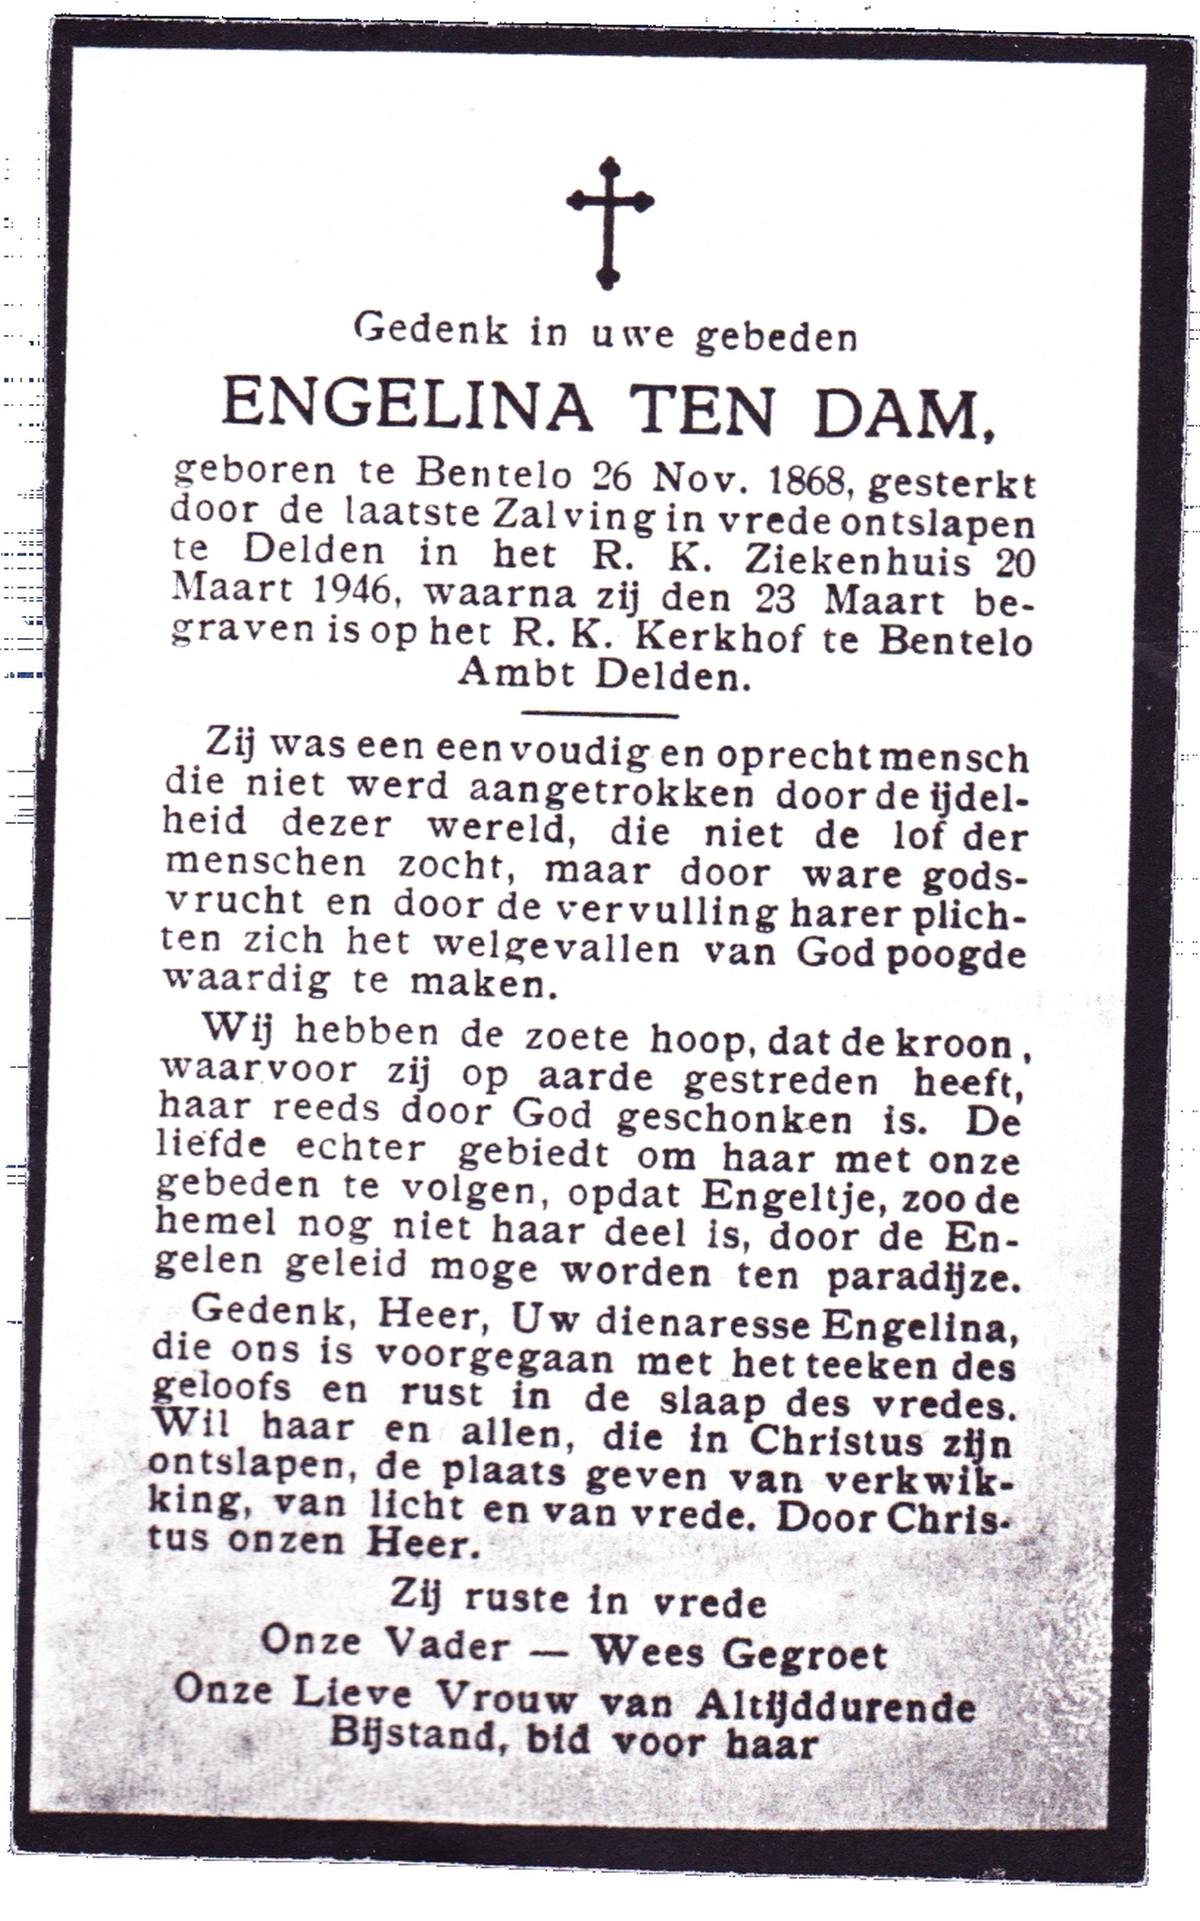 Gedenk in uwe gebeden
ENGELINA TEN DAM,
geboren te Bentelo 26 Nov. 1868, gesterkt
door de laatste Zalving in vrede ontslapen
te Delden in het R. K. Ziekenhuis 20
Maart 1946, waarna zij den 23 Maart be-
graven is op het R. K. Kerkhof te Bentelo
Ambt Delden.
Zij was een eenvoudig en oprecht mensch
die niet werd aangetrokken door de ijdel-
heid dezer wereld, die niet de lof der
menschen zocht, maar door ware gods-
vrucht en door de vervulling harer plich-
ten zich het welgevallen van God poogde
waardig te maken.
Wij hebben de zoete hoop, dat de kroon,
waarvoor zij op aarde gestreden heeft,
haar reeds door God geschonken is. De
liefde echter gebiedt om haar met onze
gebeden te volgen, opdat Engeltje, zoo de
hemel nog niet haar deel is, door de En-
gelen geleid moge worden ten paradijze.
Gedenk, Heer, Uw dienaresse Engelina,
die ons is voorgegaan met het teeken des
geloofs en rust in de slaap des vredes.
Wil haar en allen, die in Christus zijn
ontslapen, de plaats geven van verkwik-
king, van licht en van vrede. Door Chris-
tus onzen Heer.
Zij ruste in vrede
Onze Vader — Wees Gegroet
Onze Lieve Vrouw van Altijddurende
Bijstand, bid voor haar